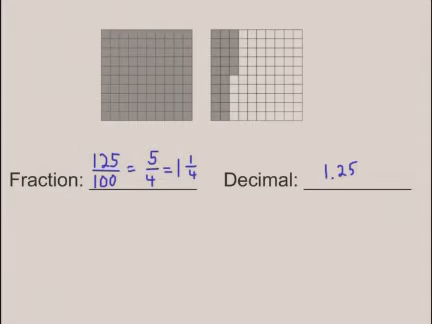 Fraction: 125/100 = 5/4 = 1 1/4 Decimal: 1.25